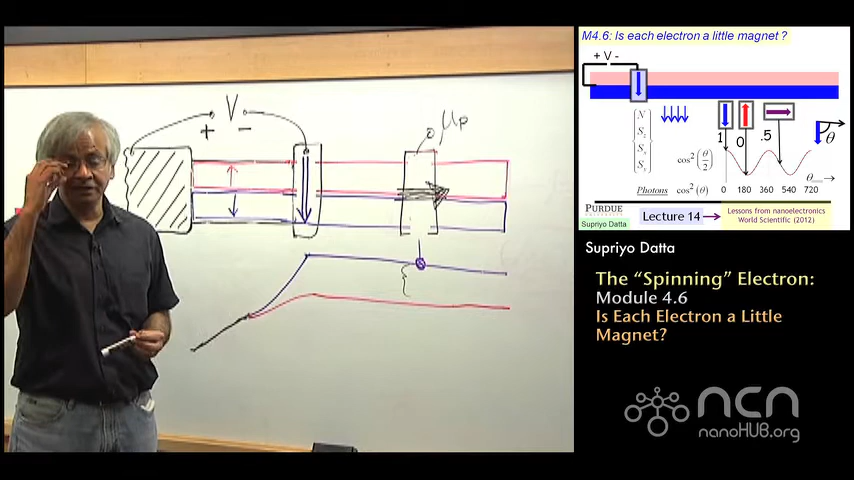 V
+ -
μP
M4.6: Is each electron a little magnet ?
+ V -
N
Sz
Sx
Sy
1
0
.5
θ
cos² (θ/2)
θ
0 180 360 540 720
Photons cos² (θ)
PURDUE
UNIVERSITY
Supriyo Datta
Lecture 14
Lessons from nanoelectronics
World Scientific (2012)
Supriyo Datta
The “Spinning” Electron:
Module 4.6
Is Each Electron a Little
Magnet?
ncn
nanoHUB.org